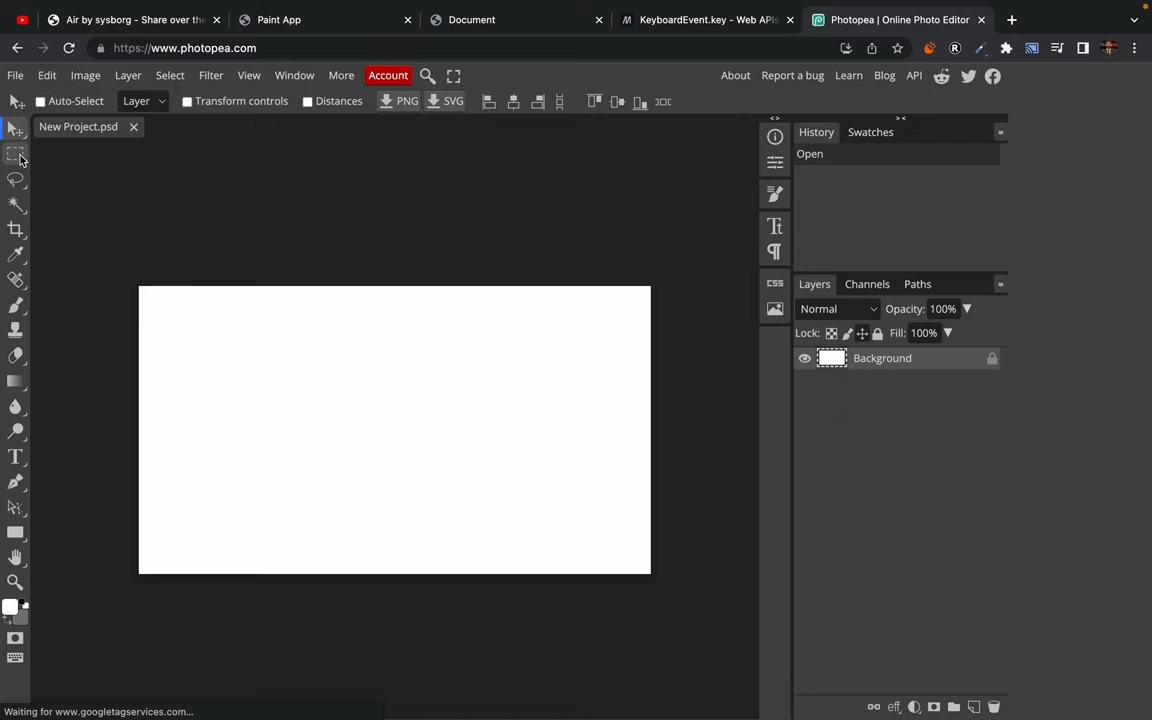 Air by sysborg - Share over the
Paint App
Document
KeyboardEvent.key - Web APIs
Photopea | Online Photo Editor
https://www.photopea.com
File Edit Image Layer Select Filter View Window More Account About Report a bug Learn Blog API
Auto-Select Layer Transform controls Distances PNG SVG
New Project.psd
History Swatches
Open
Tt
CSS
Layers Channels Paths
Normal Opacity: 100%
Lock: Fill: 100%
Background
T
eff
Waiting for www.googletagservices.com...